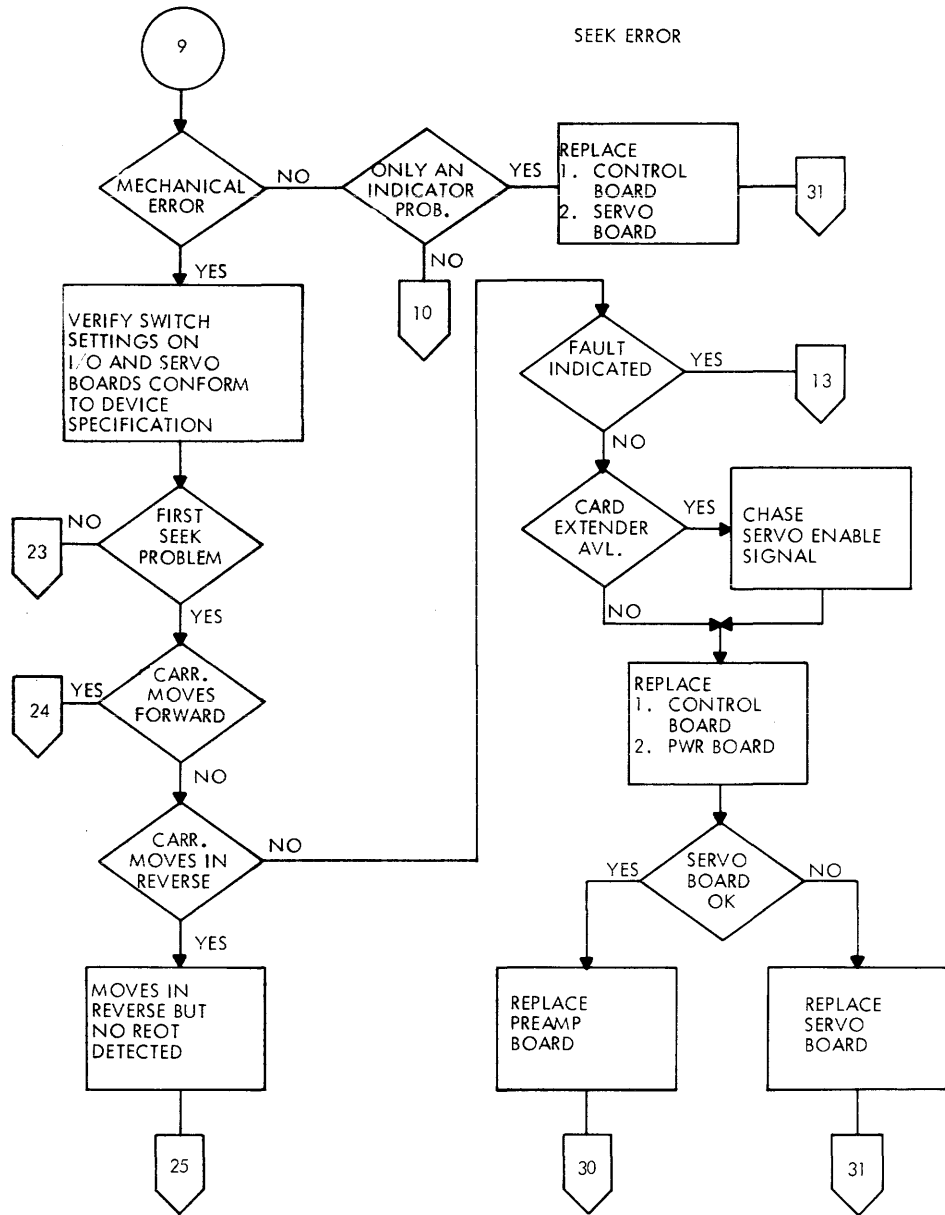 SEEK ERROR
9
MECHANICAL
ERROR
NO
YES
ONLY AN
INDICATOR
PROB.
YES
NO
REPLACE
1. CONTROL
BOARD
2. SERVO
BOARD
31
10
VERIFY SWITCH
SETTINGS ON
I/O AND SERVO
BOARDS CONFORM
TO DEVICE
SPECIFICATION
FIRST
SEEK
PROBLEM
NO
23
YES
CARR.
MOVES
FORWARD
YES
24
NO
CARR.
MOVES IN
REVERSE
NO
YES
MOVES IN
REVERSE BUT
NO REOT
DETECTED
25
FAULT
INDICATED
YES
13
NO
CARD
EXTENDER
AVL.
YES
CHASE
SERVO ENABLE
SIGNAL
NO
REPLACE
1. CONTROL
BOARD
2. PWR BOARD
SERVO
BOARD
OK
YES
NO
REPLACE
PREAMP
BOARD
30
REPLACE
SERVO
BOARD
31